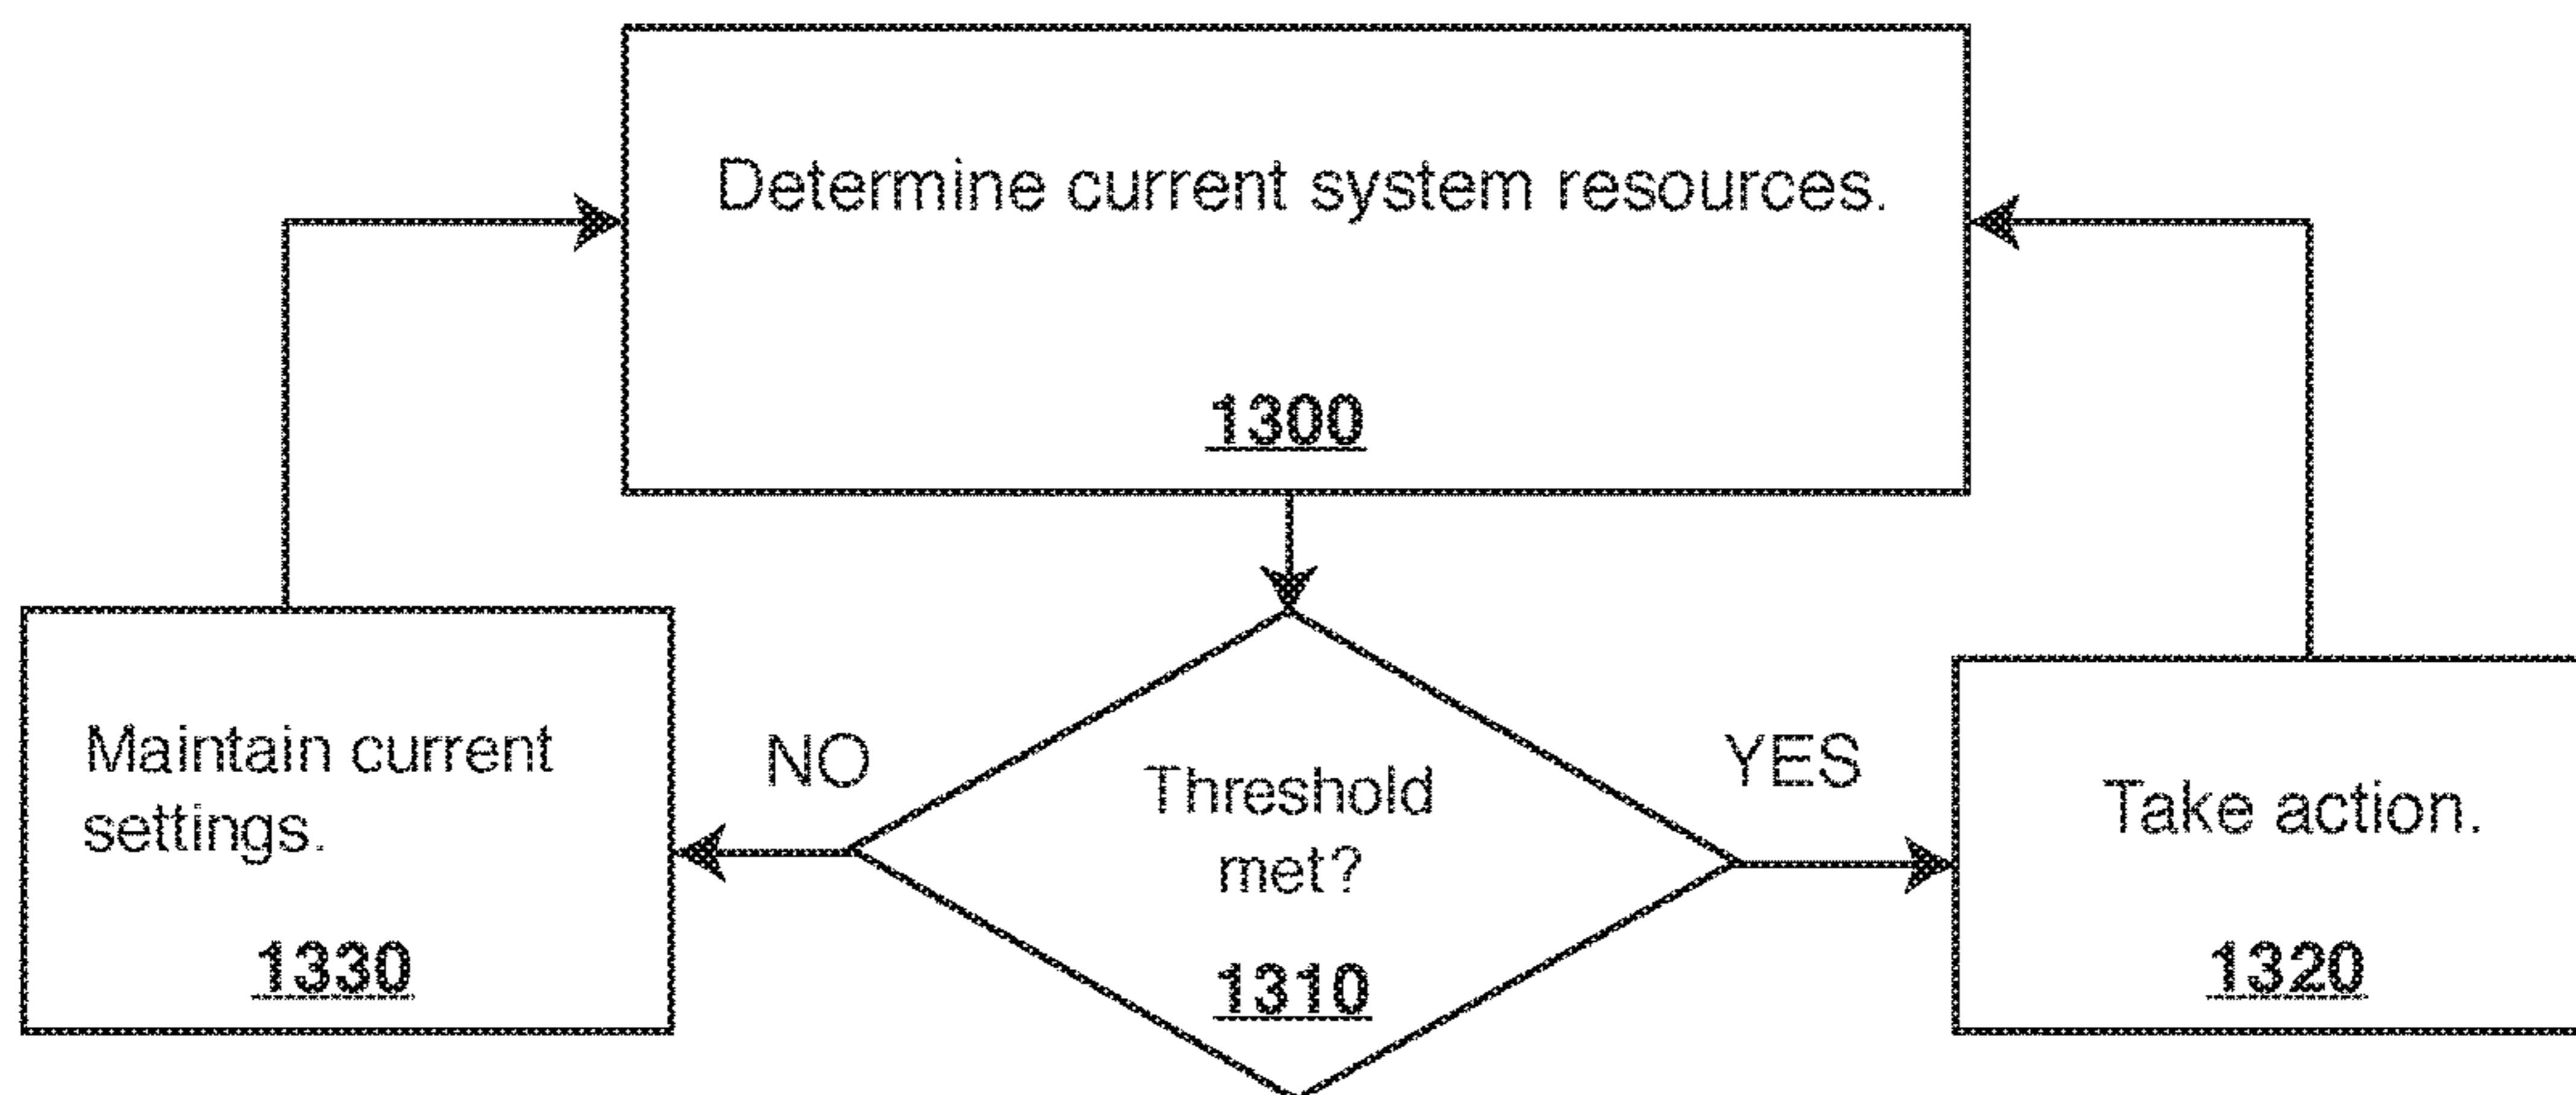 Determine current system resources.
1300
Maintain current
settings.
1330
NO
Threshold
met?
1310
YES
Take action.
1320